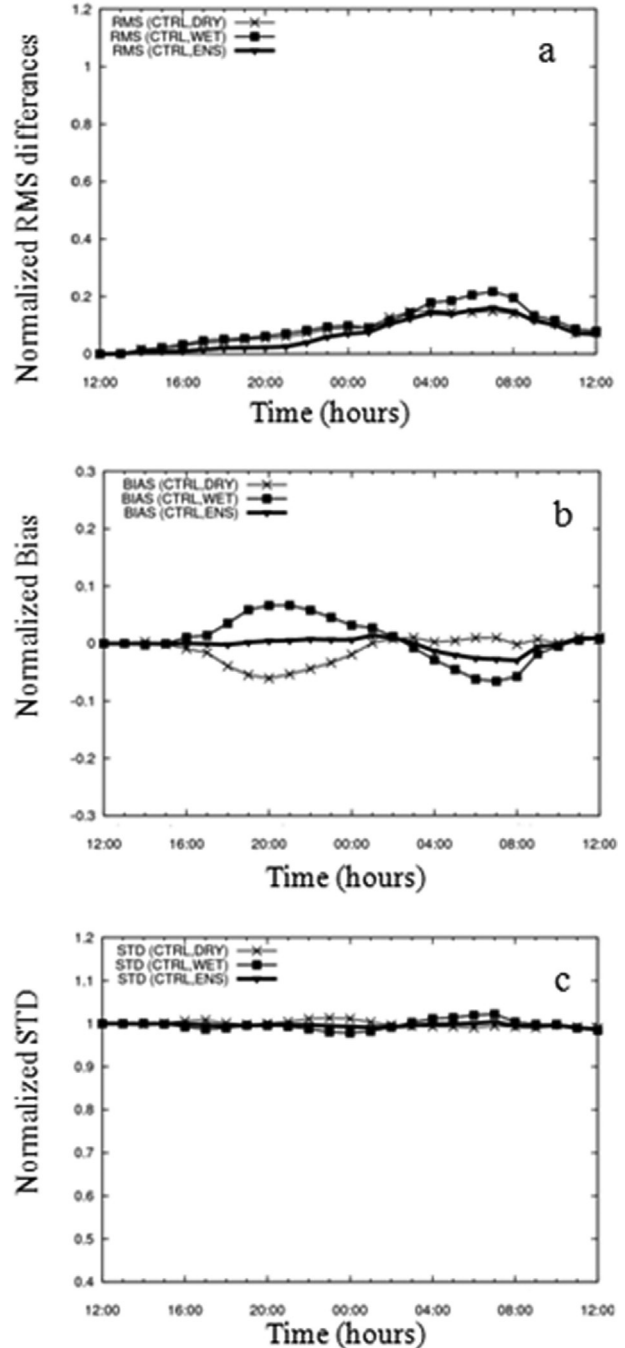 RMS (CTRL,DRY)
RMS (CTRL,WET)
RMS (CTRL,ENS)
a
Normalized RMS differences
1.2
1
0.8
0.6
0.4
0.2
0
12:00 16:00 20:00 00:00 04:00 08:00 12:00
Time (hours)
BIAS (CTRL,DRY)
BIAS (CTRL,WET)
BIAS (CTRL,ENS)
b
Normalized Bias
0.3
0.2
0.1
0
-0.1
-0.2
-0.3
12:00 16:00 20:00 00:00 04:00 08:00 12:00
Time (hours)
STD (CTRL,DRY)
STD (CTRL,WET)
STD (CTRL,ENS)
c
Normalized STD
1.2
1.1
1
0.9
0.8
0.7
0.6
0.5
0.4
12:00 16:00 20:00 00:00 04:00 08:00 12:00
Time (hours)